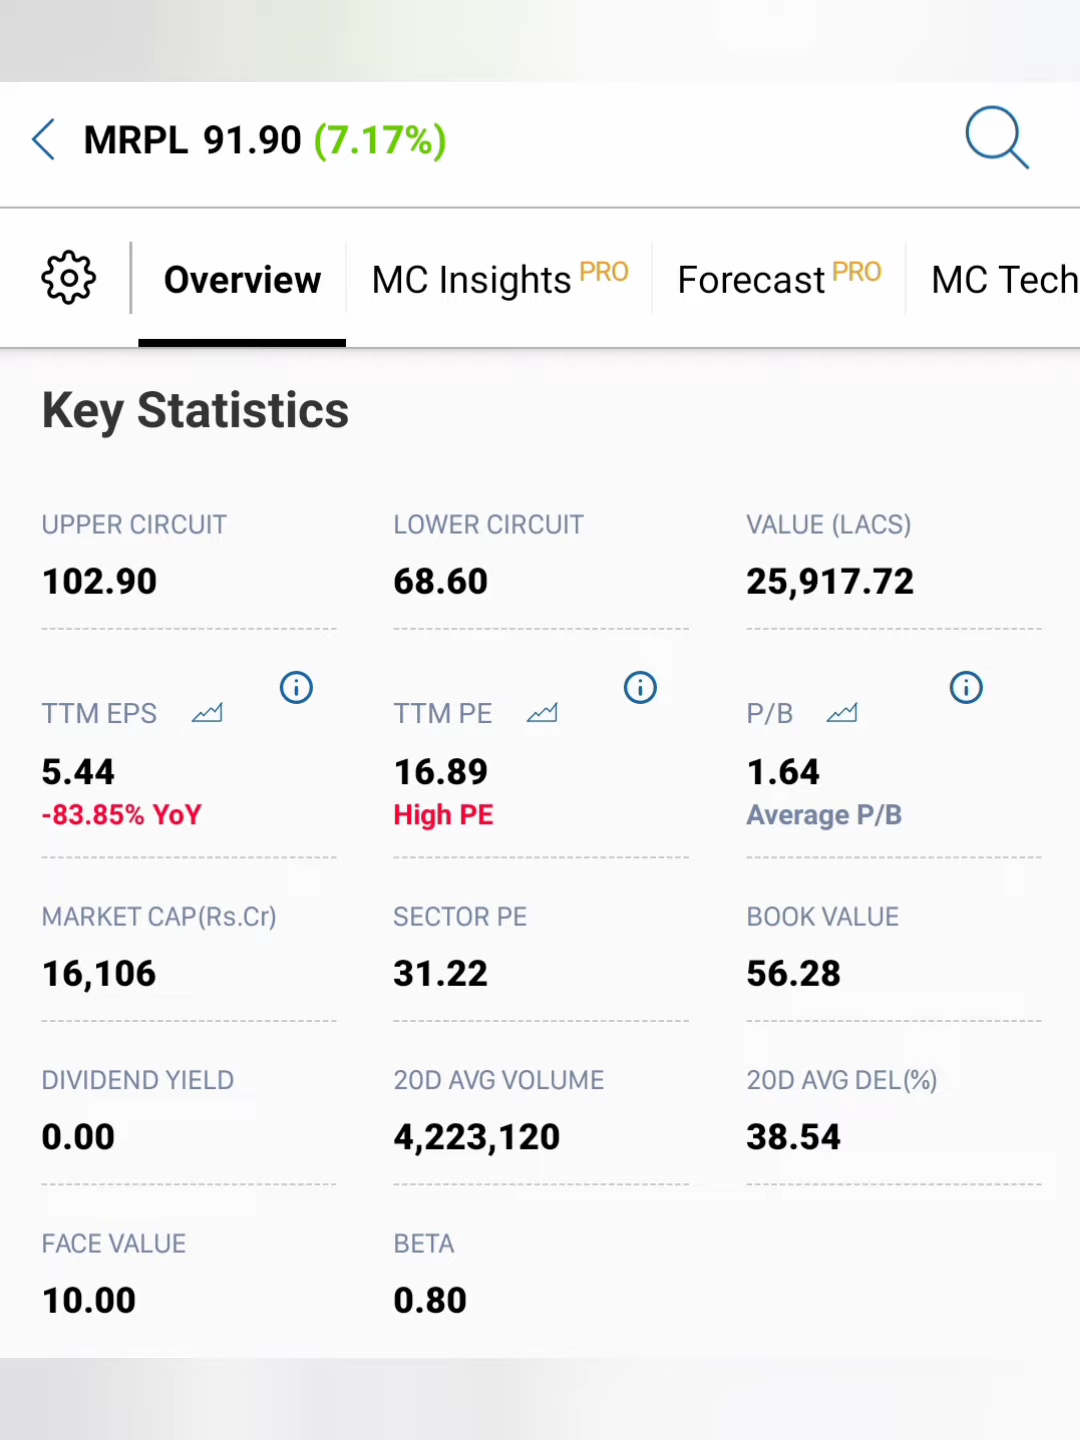 MRPL 91.90 (7.17%)
Overview MC Insights PRO Forecast PRO MC Tech
Key Statistics
UPPER CIRCUIT LOWER CIRCUIT VALUE (LACS)
102.90 68.60 25,917.72
TTM EPS TTM PE P/B
5.44 16.89 1.64
-83.85% YoY High PE Average P/B
MARKET CAP(Rs.Cr) SECTOR PE BOOK VALUE
16,106 31.22 56.28
DIVIDEND YIELD 20D AVG VOLUME 20D AVG DEL(%)
0.00 4,223,120 38.54
FACE VALUE BETA
10.00 0.80